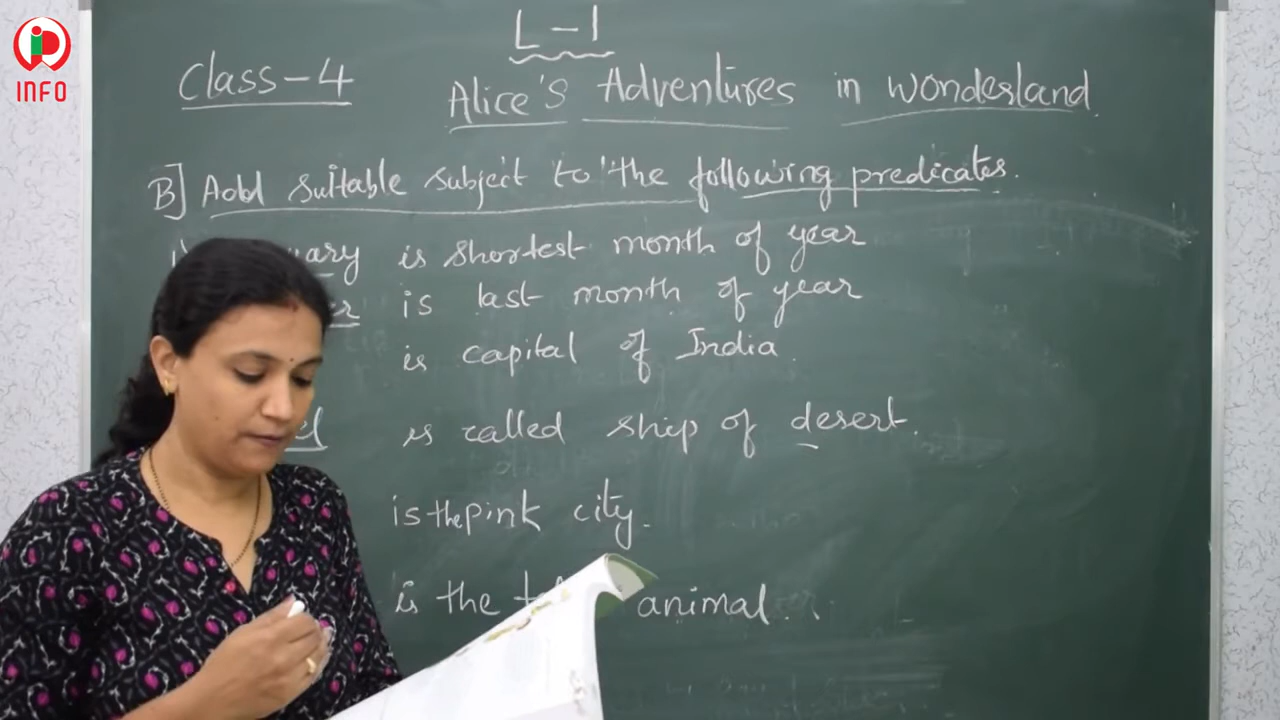 INFO
L-1
Class-4 Alice's Adventures in wonderland
B] Add suitable subject to the following predicates.
1) is shortest month of year
is last month of year
is capital of India.
is called ship of desert.
is the pink city.
is the animal.